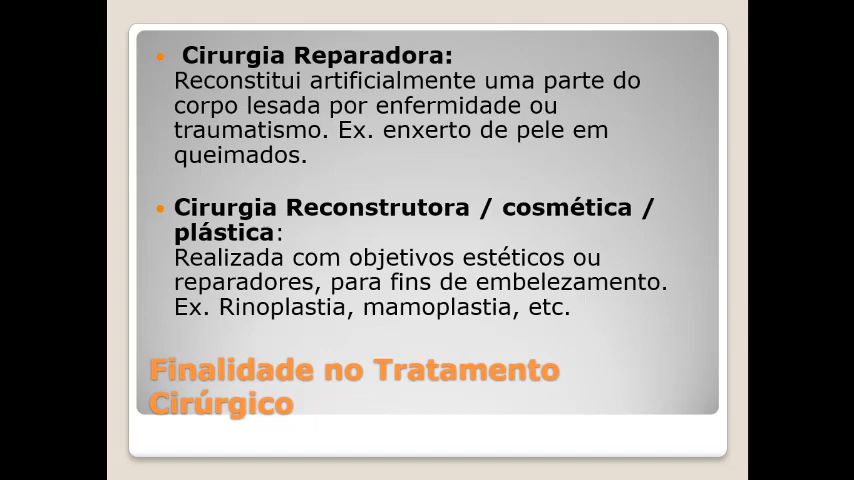 Cirurgia Reparadora:
Reconstitui artificialmente uma parte do
corpo lesada por enfermidade ou
traumatismo. Ex. enxerto de pele em
queimados.
Cirurgia Reconstrutora / cosmética /
plástica:
Realizada com objetivos estéticos ou
reparadores, para fins de embelezamento.
Ex. Rinoplastia, mamoplastia, etc.
Finalidade no Tratamento
Cirúrgico